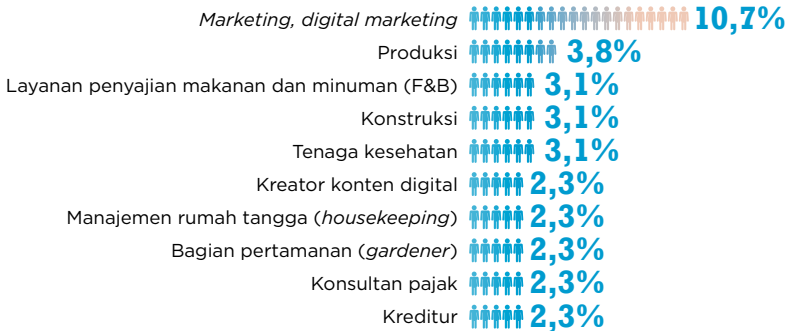 Marketing, digital marketing 10,7%
Produksi 3,8%
Layanan penyajian makanan dan minuman (F&B) 3,1%
Konstruksi 3,1%
Tenaga kesehatan 3,1%
Kreator konten digital 2,3%
Manajemen rumah tangga (housekeeping) 2,3%
Bagian pertamanan (gardener) 2,3%
Konsultan pajak 2,3%
Kreditur 2,3%